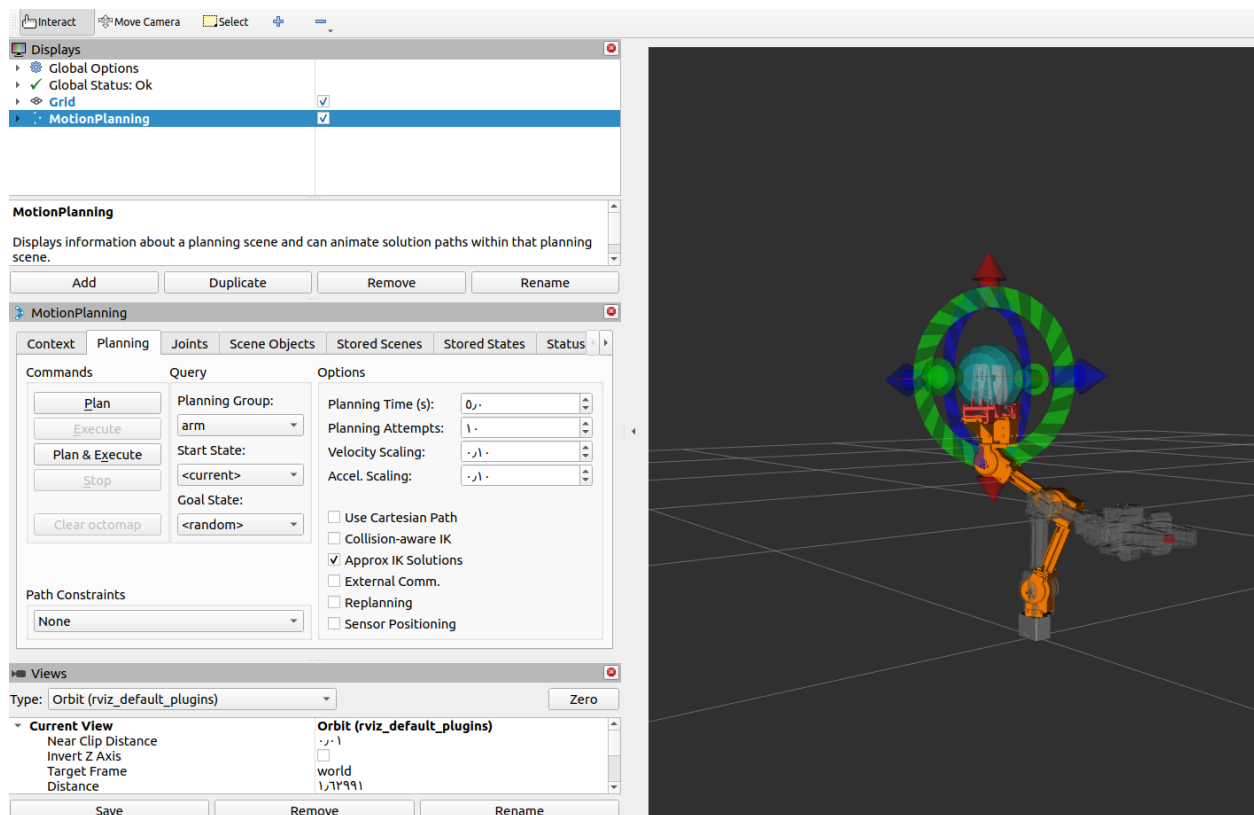 Interact Move Camera Select
Displays
Global Options
Global Status: Ok
Grid
MotionPlanning
MotionPlanning
Displays information about a planning scene and can animate solution paths within that planning
scene.
Add Duplicate Remove Rename
MotionPlanning
Context Planning Joints Scene Objects Stored Scenes Stored States Status
Commands Query Options
Plan Planning Group: Planning Time (s): ٥٫٠
Execute arm Planning Attempts: ١٠
Plan & Execute Start State: Velocity Scaling: ٠٫١٠
Stop <current> Accel. Scaling: ٠٫١٠
Goal State:
Clear octomap <random> Use Cartesian Path
Collision-aware IK
Approx IK Solutions
External Comm.
Path Constraints Replanning
None Sensor Positioning
Views
Type: Orbit (rviz_default_plugins) Zero
Current View Orbit (rviz_default_plugins)
Near Clip Distance ٠٫٠١
Invert Z Axis
Target Frame world
Distance ١٫٦٢٩٩١
Save Remove Rename